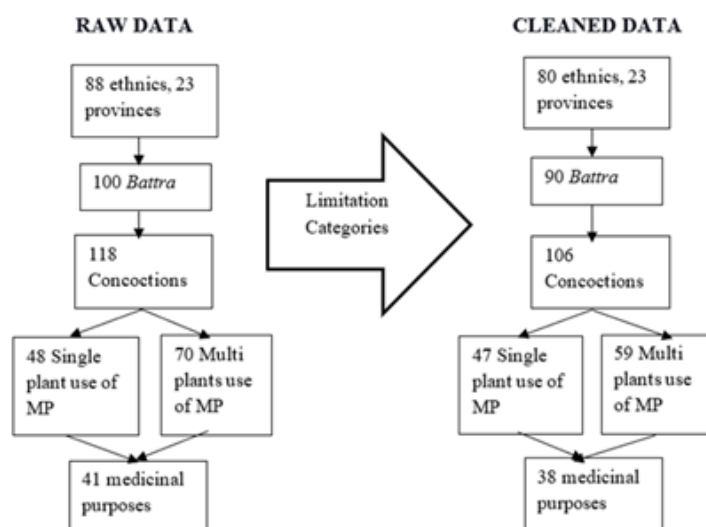 RAW DATA
88 ethnics, 23
provinces
100 Battra
118
Concoctions
48 Single
plant use of
MP
70 Multi
plants use
of MP
41 medicinal
purposes
Limitation
Categories
CLEANED DATA
80 ethnics, 23
provinces
90 Battra
106
Concoctions
47 Single
plant use of
MP
59 Multi
plants use
of MP
38 medicinal
purposes